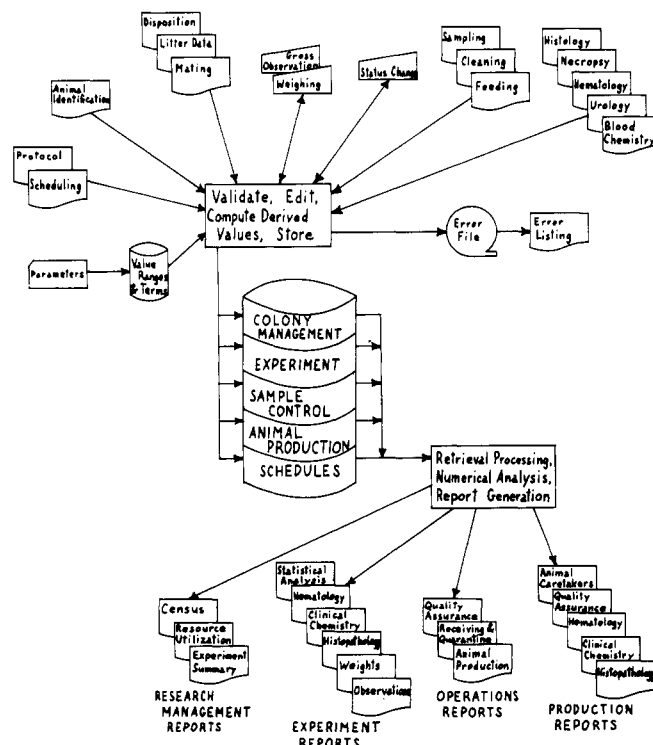 Disposition
Litter Data
Mating
Gross
Observation
Weighing
Status Change
Sampling
Cleaning
Feeding
Histology
Necropsy
Hematology
Urology
Blood Chemistry
Animal
Identification
Protocol
Scheduling
Validate, Edit,
Compute Derived
Values, Store
Error
File
Error
Listing
Parameters
Value
Ranges
& Terms
COLONY
MANAGEMENT
EXPERIMENT
SAMPLE
CONTROL
ANIMAL
PRODUCTION
SCHEDULES
Retrieval Processing,
Numerical Analysis,
Report Generation
Census
Resource
Utilization
Experiment
Summary
RESEARCH
MANAGEMENT
REPORTS
Statistical
Analysis
Hematology
Clinical
Chemistry
Histopathology
Weights
Observations
EXPERIMENT
REPORTS
Quality
Assurance
Receiving &
Quarantine
Animal
Production
OPERATIONS
REPORTS
Animal
Caretakers
Quality
Assurance
Hematology
Clinical
Chemistry
Histopathology
PRODUCTION
REPORTS